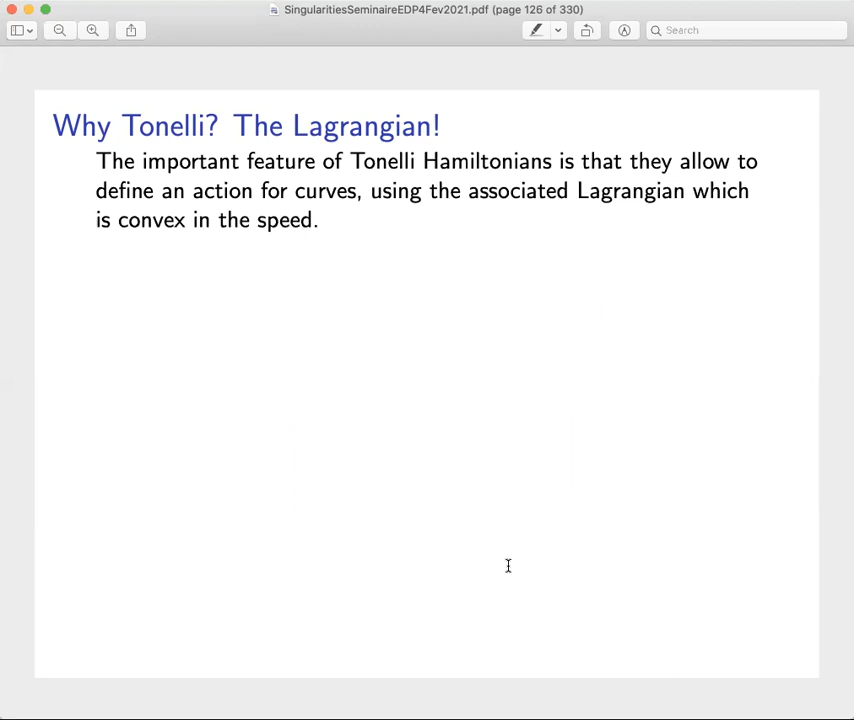 SingularitiesSeminaireEDP4Fev2021.pdf (page 126 of 330)
Search
Why Tonelli? The Lagrangian!
The important feature of Tonelli Hamiltonians is that they allow to
define an action for curves, using the associated Lagrangian which
is convex in the speed.